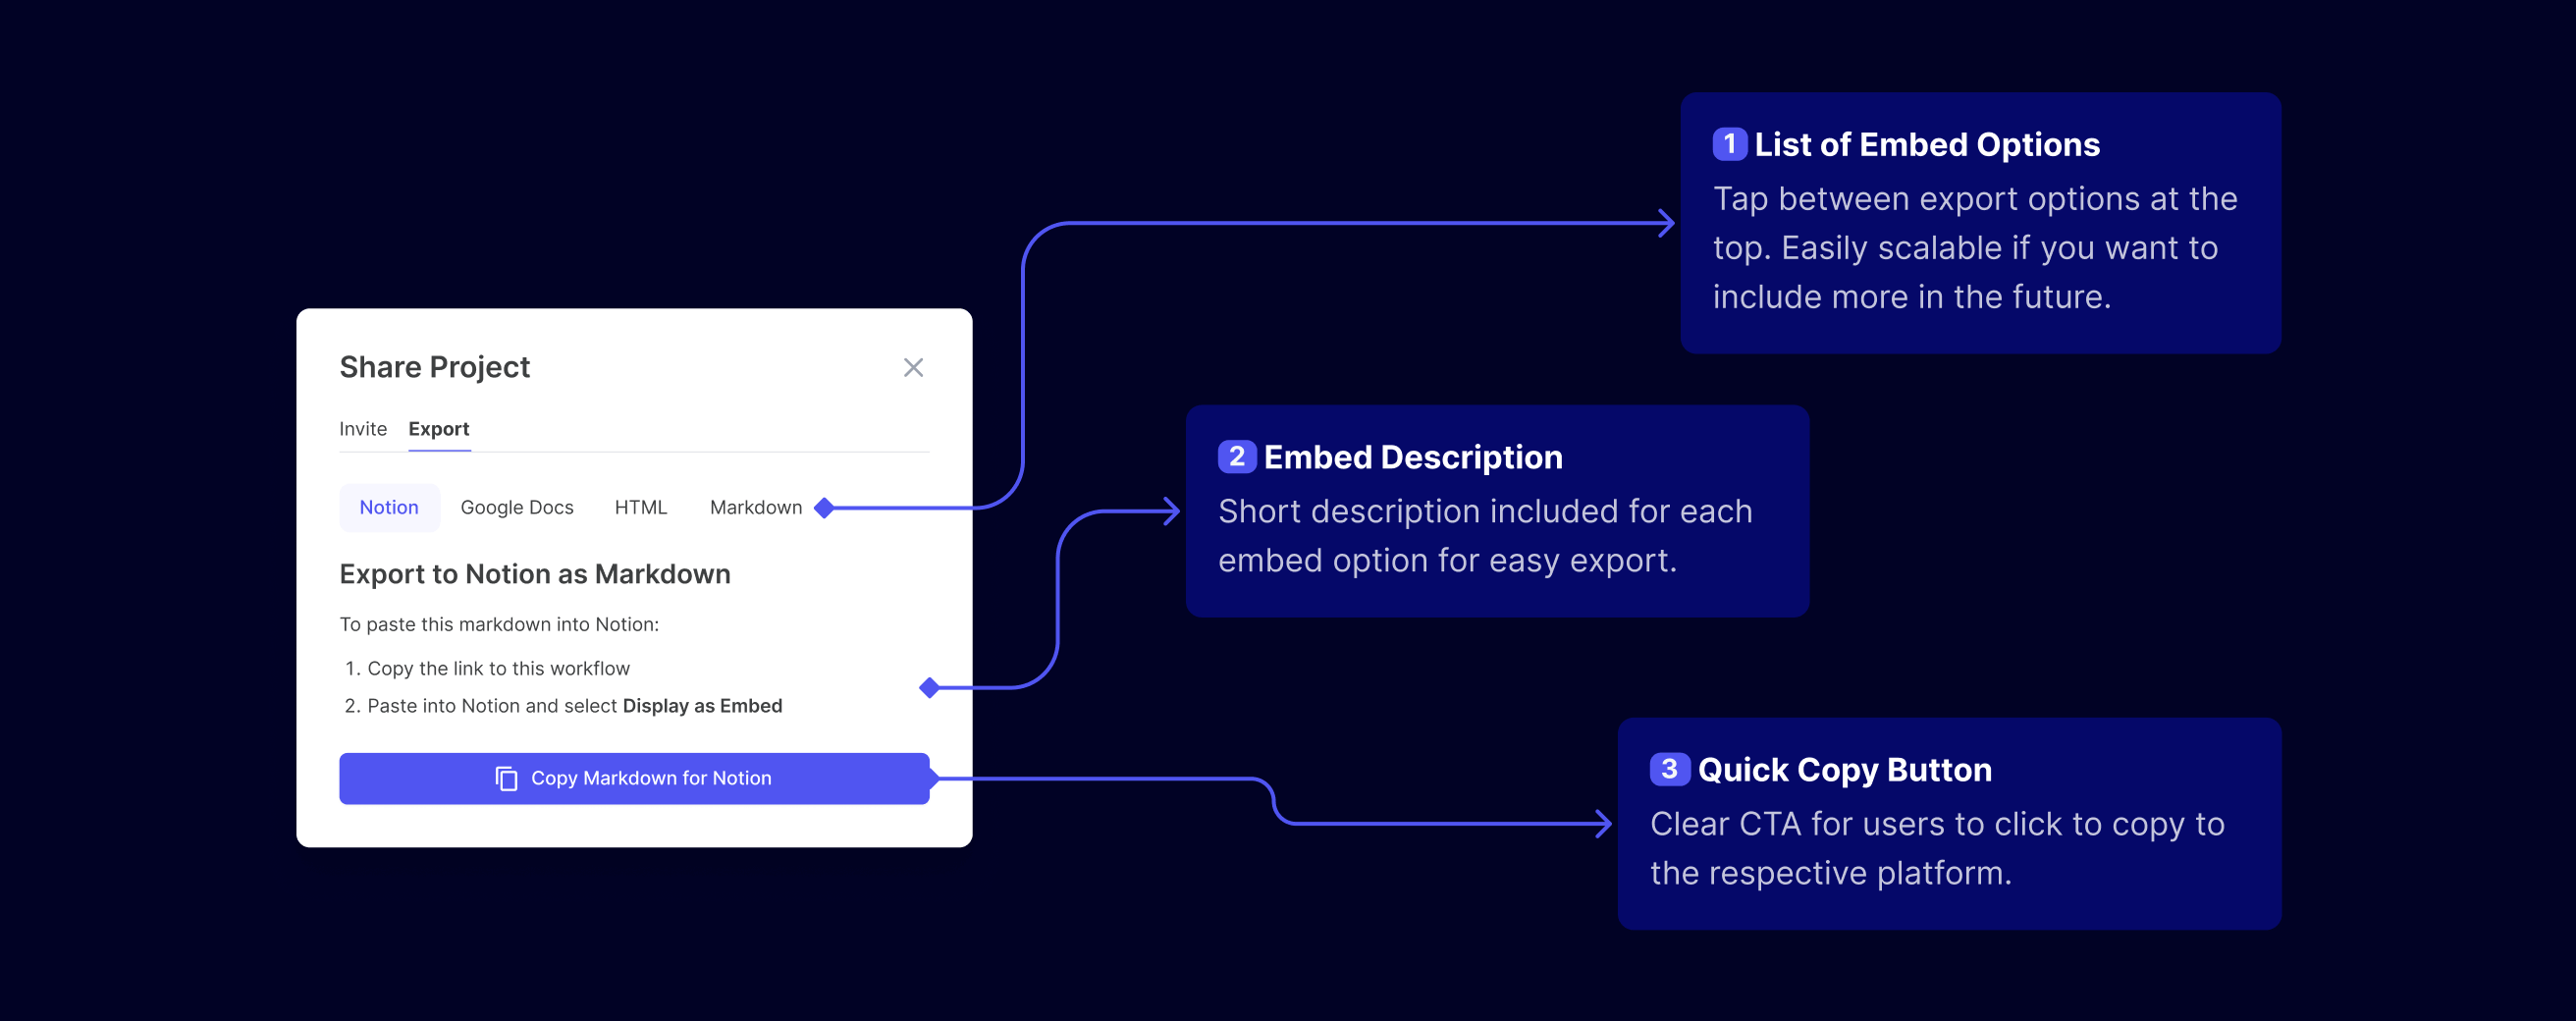 Share Project
Invite Export
Notion Google Docs HTML Markdown
Export to Notion as Markdown
To paste this markdown into Notion:
1. Copy the link to this workflow
2. Paste into Notion and select Display as Embed
Copy Markdown for Notion
1 List of Embed Options
Tap between export options at the
top. Easily scalable if you want to
include more in the future.
2 Embed Description
Short description included for each
embed option for easy export.
3 Quick Copy Button
Clear CTA for users to click to copy to
the respective platform.